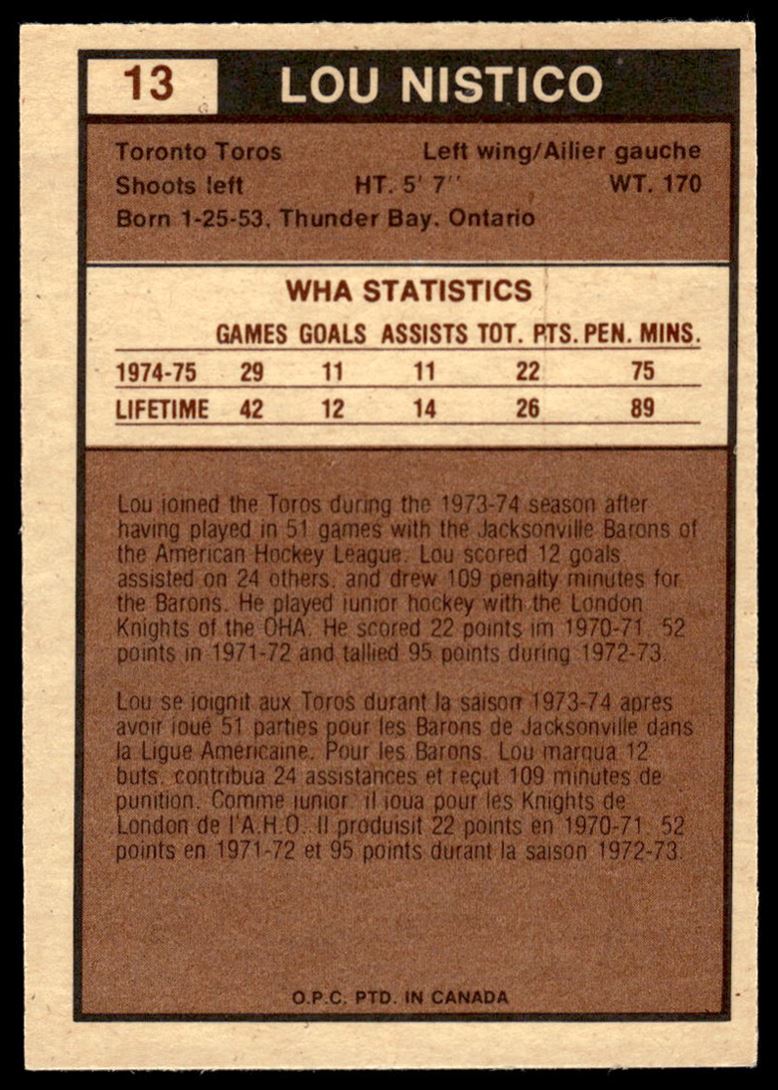 13 LOU NISTICO
Toronto Toros Left wing/Ailier gauche
Shoots left HT. 5' 7'' WT. 170
Born 1-25-53, Thunder Bay, Ontario
WHA STATISTICS
GAMES GOALS ASSISTS TOT. PTS. PEN. MINS.
1974-75 29 11 11 22 75
LIFETIME 42 12 14 26 89
Lou joined the Toros during the 1973-74 season after
having played in 51 games with the Jacksonville Barons of
the American Hockey League. Lou scored 12 goals
assisted on 24 others, and drew 109 penalty minutes for
the Barons. He played junior hockey with the London
Knights of the OHA. He scored 22 points im 1970-71, 52
points in 1971-72 and tallied 95 points during 1972-73.
Lou se joignit aux Toros durant la saison 1973-74 après
avoir joué 51 parties pour les Barons de Jacksonville dans
la Ligue Américaine. Pour les Barons, Lou marqua 12
buts, contribua 24 assistances et reçut 109 minutes de
punition. Comme junior, il joua pour les Knights de
London de l'A.H.O. Il produisit 22 points en 1970-71, 52
points en 1971-72 et 95 points durant la saison 1972-73.
O.P.C. PTD. IN CANADA